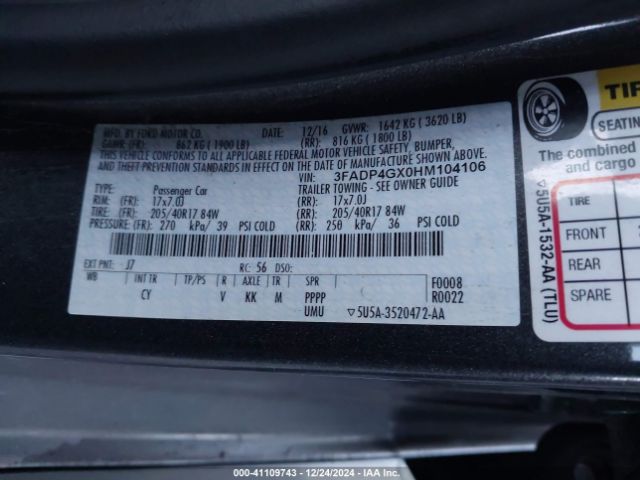 MFD. BY FORD MOTOR CO. DATE: 12/16 GVWR: 1642 KG ( 3620 LB)
GAWR: (FR): 862 KG ( 1900 LB) (RR): 816 KG ( 1800 LB)
THIS VEHICLE CONFORMS TO ALL APPLICABLE FEDERAL MOTOR VEHICLE SAFETY, BUMPER,
AND THEFT PREVENTION STANDARDS IN EFFECT ON THE DATE OF MANUFACTURE SHOWN ABOVE.
VIN: 3FADP4GX0HM104106
TYPE: Passenger Car TRAILER TOWING - SEE OWNER GUIDE
RIM: (FR): 17x7.0J (RR): 17x7.0J
TIRE: (FR): 205/40R17 84W (RR): 205/40R17 84W
PRESSURE: (FR): 270 kPa/ 39 PSI COLD (RR): 250 kPa/ 36 PSI COLD
EXT PNT: J7 RC: 56 DSO:
WB INT TR TP/PS R AXLE TR SPR F0008
CY V KK M PPPP R0022
UMU ▽5U5A-3520472-AA
TIR
SEATIN
The combined
and cargo
TIRE
FRONT
REAR
SPARE
▽5U5A-1532-AA (TLU)
000-41109743 - 12/24/2024 - IAA Inc.